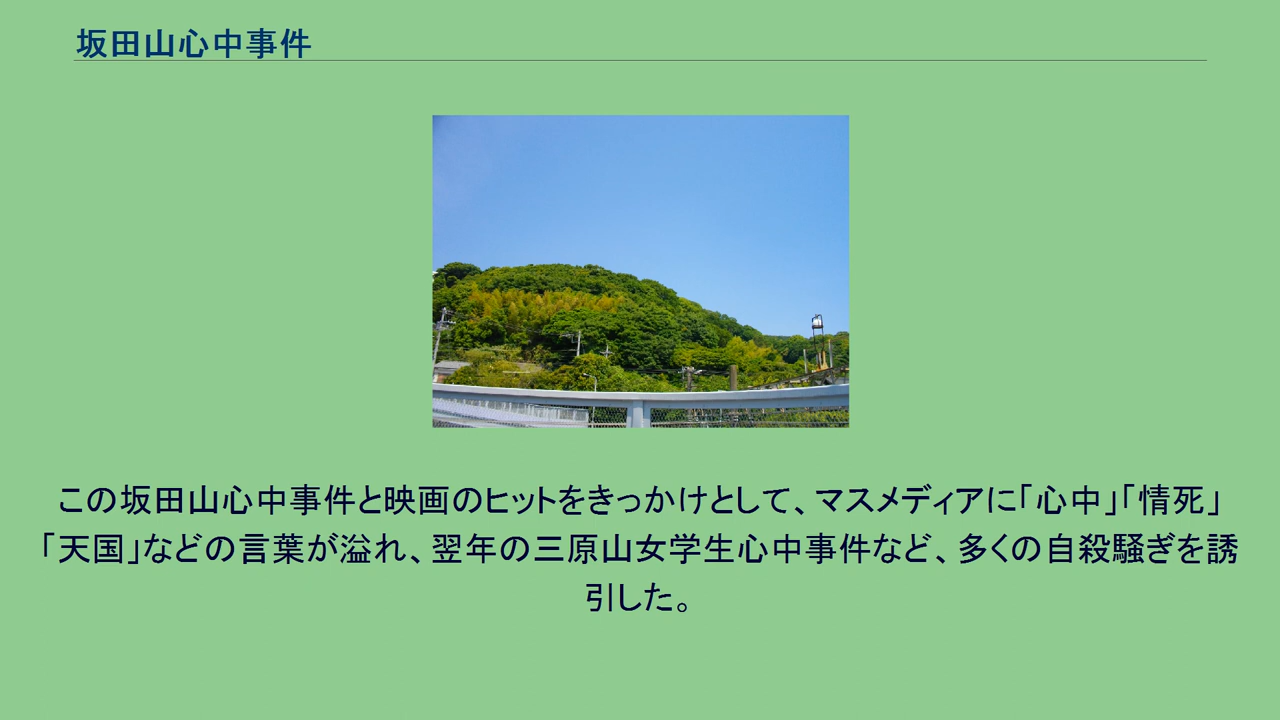 坂田山心中事件
この坂田山心中事件と映画のヒットをきっかけとして、マスメディアに「心中」「情死」
「天国」などの言葉が溢れ、翌年の三原山女学生心中事件など、多くの自殺騒ぎを誘
引した。